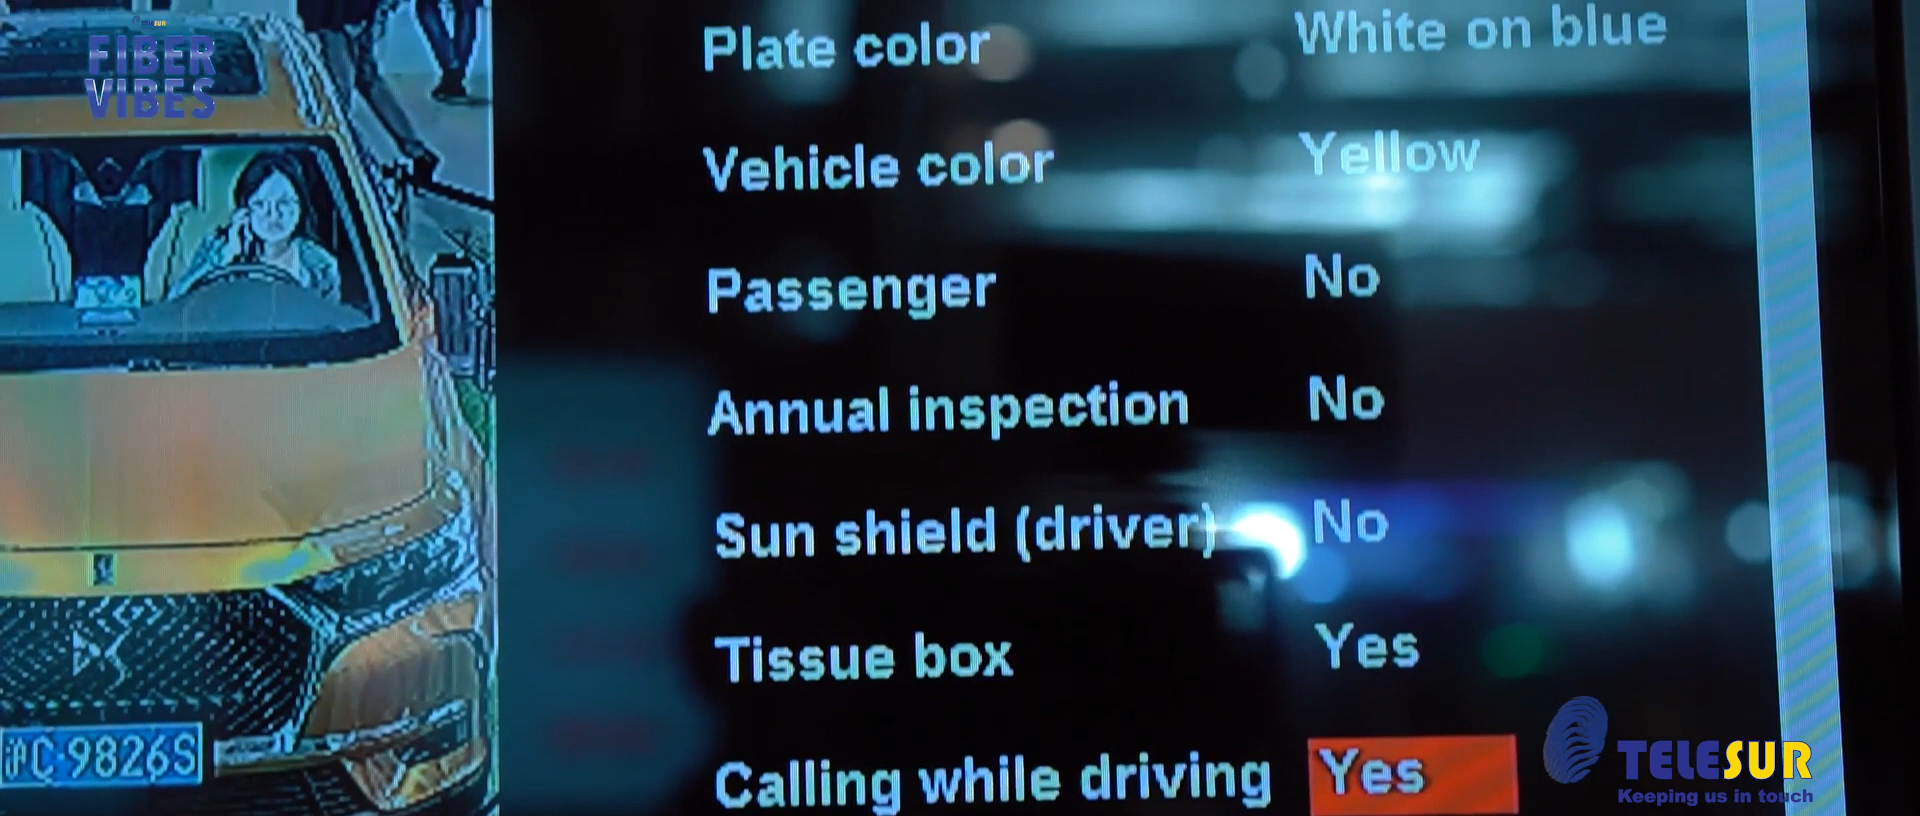 TELESUR
FIBER
VIBES
Plate color White on blue
Vehicle color Yellow
Passenger No
Annual inspection No
Sun shield (driver) No
Tissue box Yes
Calling while driving Yes
沪C·9826S
TELESUR
Keeping us in touch